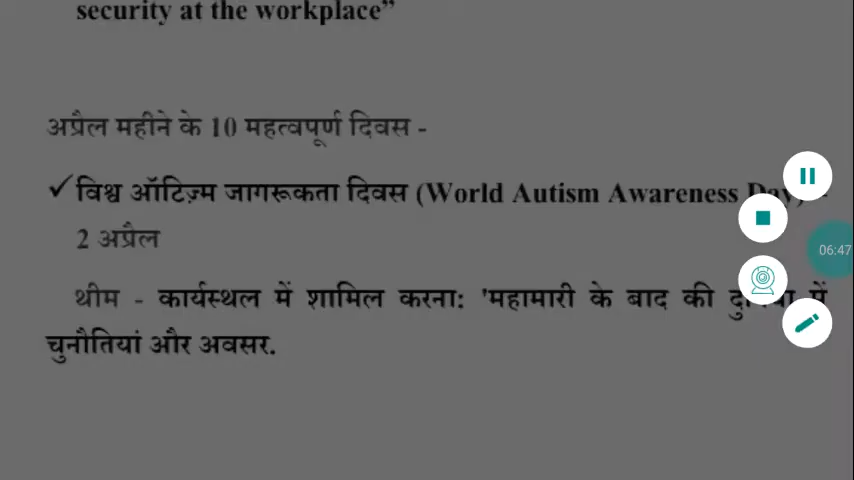 security at the workplace”
अप्रैल महीने के 10 महत्वपूर्ण दिवस -
✓विश्व ऑटिज़्म जागरूकता दिवस (World Autism Awareness Day) -
2 अप्रैल
थीम - कार्यस्थल में शामिल करना: 'महामारी के बाद की में
चुनौतियां और अवसर.
06:47